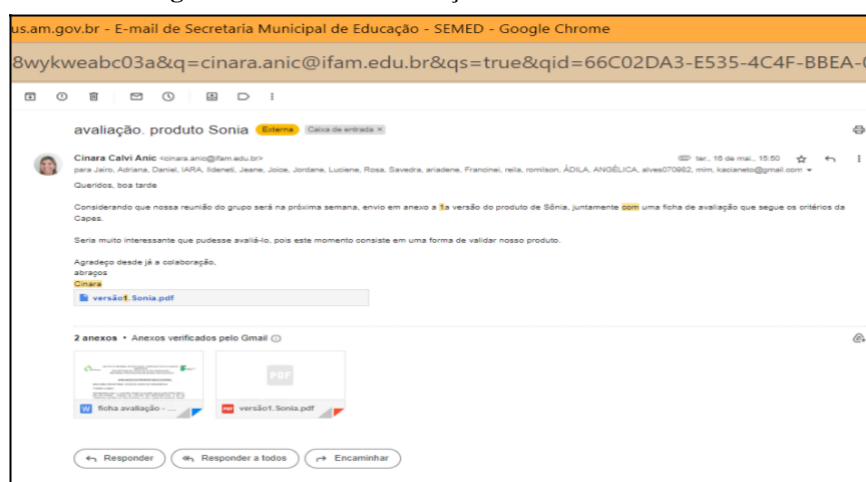 us.am.gov.br - E-mail de Secretaria Municipal de Educação - SEMED - Google Chrome
8wykweabc03a&q=cinara.anic@ifam.edu.br&qs=true&qid=66C02DA3-E535-4C4F-BBEA-
avaliação. produto Sonia Externa Caixa de entrada ×
Cinara Calvi Anic <cinara.anic@ifam.edu.br> ter., 16 de mai., 15:50
para Jairo, Adriana, Daniel, IARA, Ildeneti, Jeane, Joice, Jordane, Luciene, Rosa, Savedra, ariadene, Francinei, reila, romilson, ÁDILA, ANGÉLICA, alves070982, mim, kacianeto@gmail.com
Queridos, boa tarde
Considerando que nossa reunião do grupo será na próxima semana, envio em anexo a 1a versão do produto de Sônia, juntamente com uma ficha de avaliação que segue os critérios da
Capes.
Seria muito interessante que pudesse avaliá-lo, pois este momento consiste em uma forma de validar nosso produto.
Agradeço desde já a colaboração,
abraços
Cinara
versão1.Sonia.pdf
2 anexos • Anexos verificados pelo Gmail
PDF
W ficha avaliação - ...
PDF versão1.Sonia.pdf
Responder
Responder a todos
Encaminhar